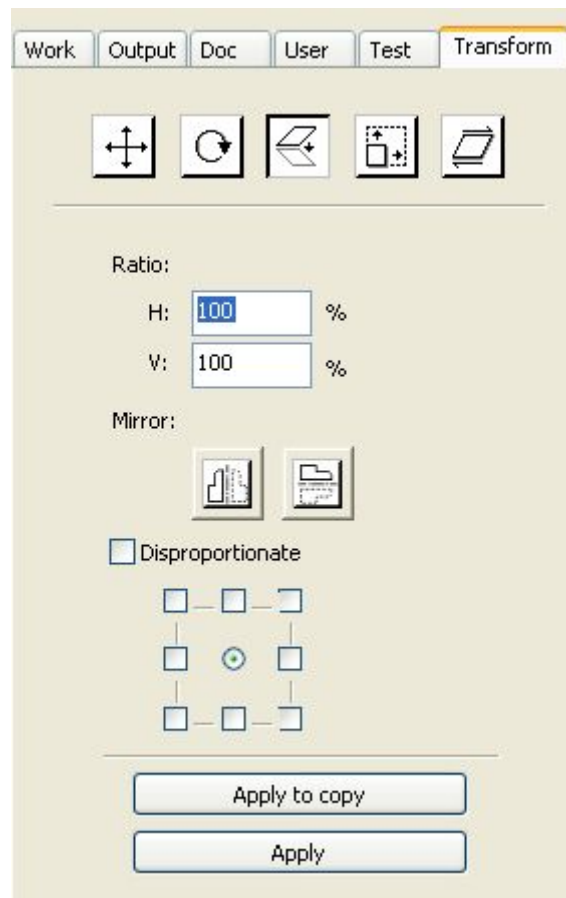 Work Output Doc User Test Transform
Ratio:
H: 100 %
V: 100 %
Mirror:
Disproportionate
Apply to copy
Apply